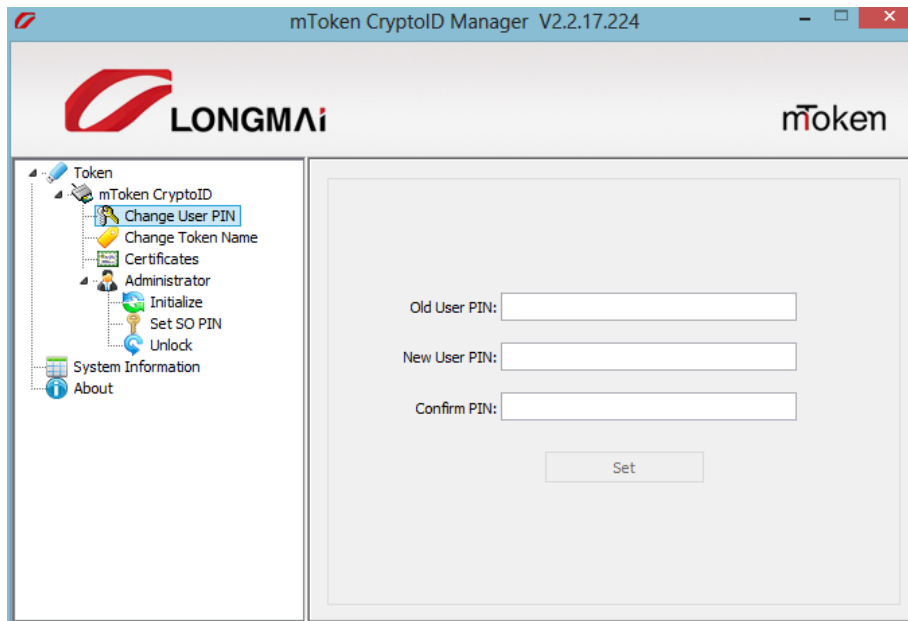 mToken CryptoID Manager V2.2.17.224
LONGMAi
mToken
Token
mToken CryptoID
Change User PIN
Change Token Name
Certificates
Administrator
Initialize
Set SO PIN
Unlock
System Information
About
Old User PIN:
New User PIN:
Confirm PIN:
Set